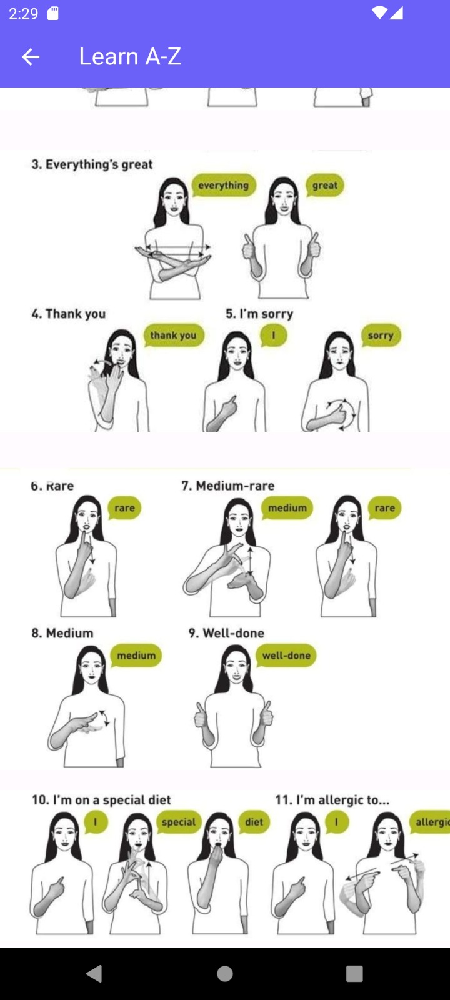 2:29
Learn A-Z
3. Everything's great
everything
great
4. Thank you
5. I'm sorry
thank you
I
sorry
6. Rare
7. Medium-rare
rare
medium
rare
8. Medium
9. Well-done
medium
well-done
10. I'm on a special diet
11. I'm allergic to...
I
special
diet
I
allergic